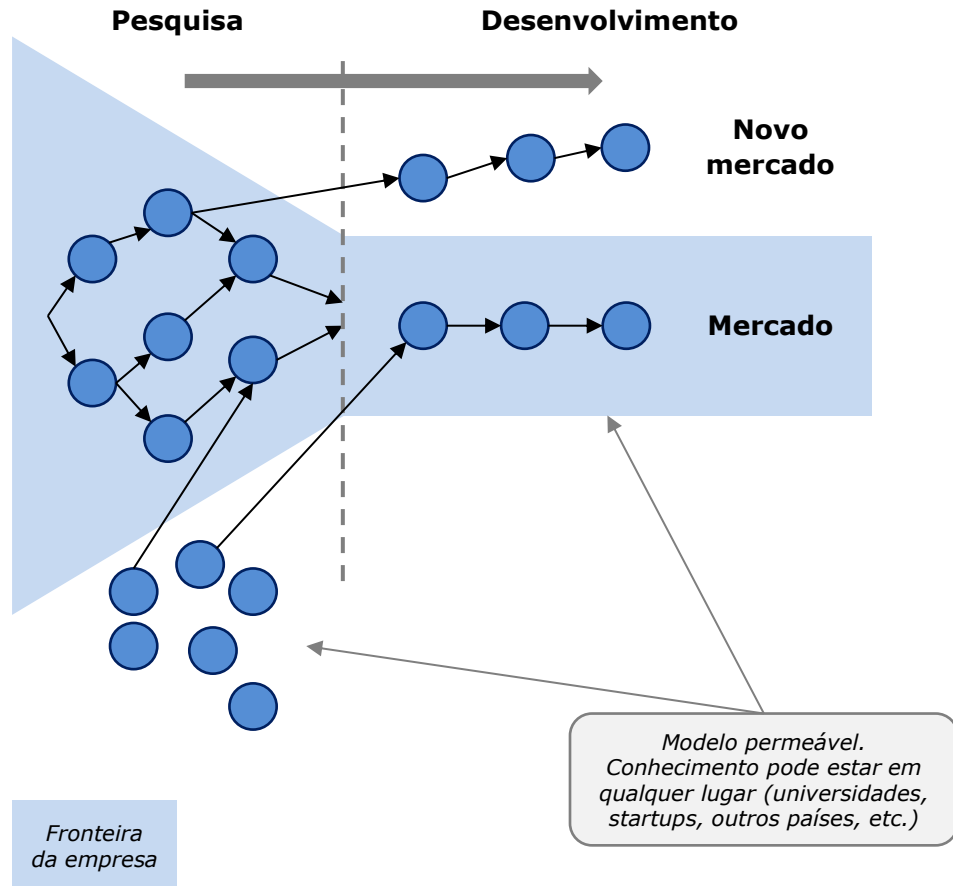 Pesquisa
Desenvolvimento
Novo
mercado
Mercado
Modelo permeável.
Conhecimento pode estar em
qualquer lugar (universidades,
startups, outros países, etc.)
Fronteira
da empresa